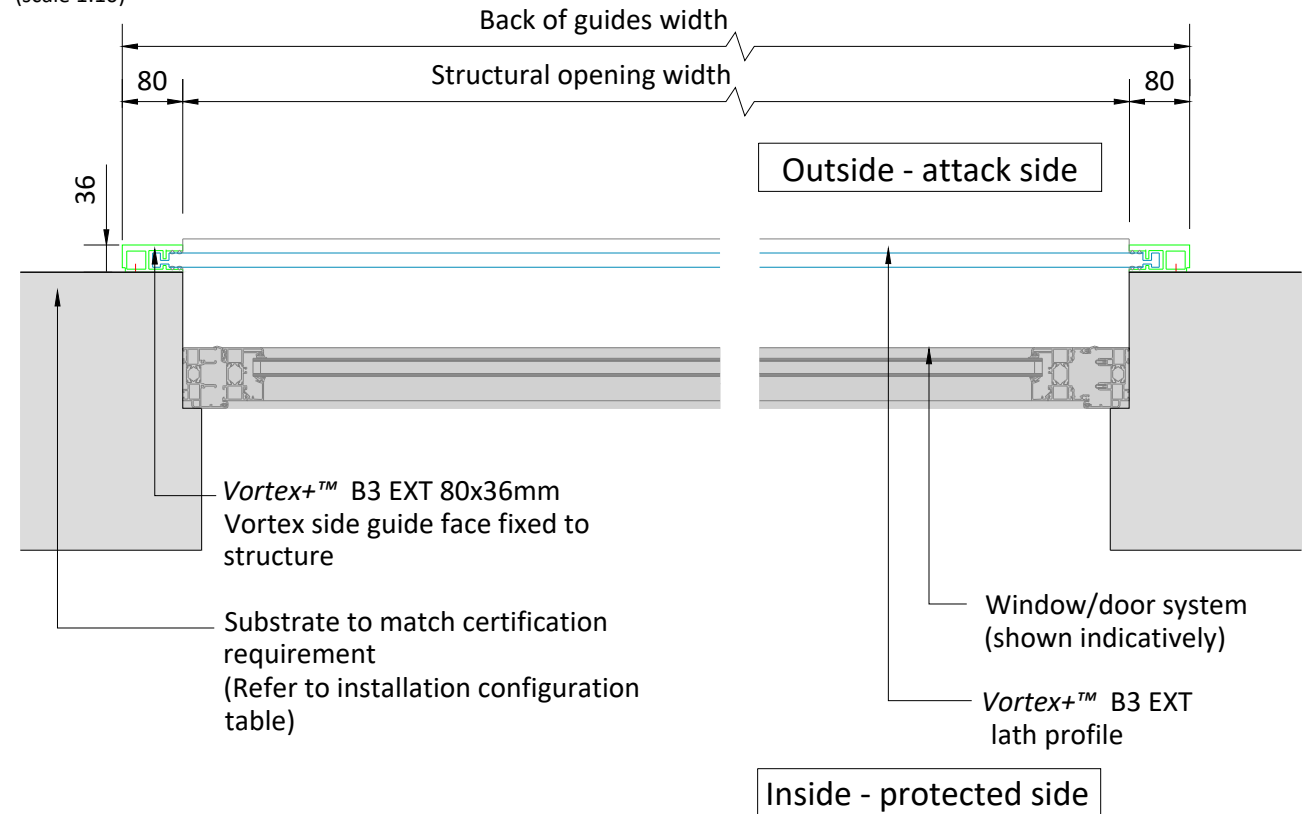 Back of guides width
80
Structural opening width
80
Outside - attack side
36
Vortex+™ B3 EXT 80x36mm
Vortex side guide face fixed to
structure
Substrate to match certification
requirement
(Refer to installation configuration
table)
Window/door system
(shown indicatively)
Vortex+™ B3 EXT
lath profile
Inside - protected side